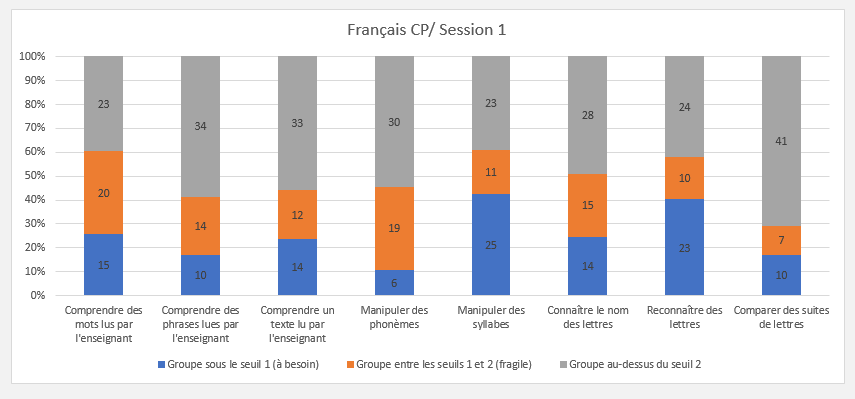 Français CP/ Session 1
100%
90%
80%
70%
60%
50%
40%
30%
20%
10%
0%
23 34 33 30 23 28 24 41
20 14 12 19 11 15 10 7
15 10 14 6 25 14 23 10
Comprendre des mots lus par l'enseignant
Comprendre des phrases lues par l'enseignant
Comprendre un texte lu par l'enseignant
Manipuler des phonèmes
Manipuler des syllabes
Connaître le nom des lettres
Reconnaître des lettres
Comparer des suites de lettres
Groupe sous le seuil 1 (à besoin)
Groupe entre les seuils 1 et 2 (fragile)
Groupe au-dessus du seuil 2